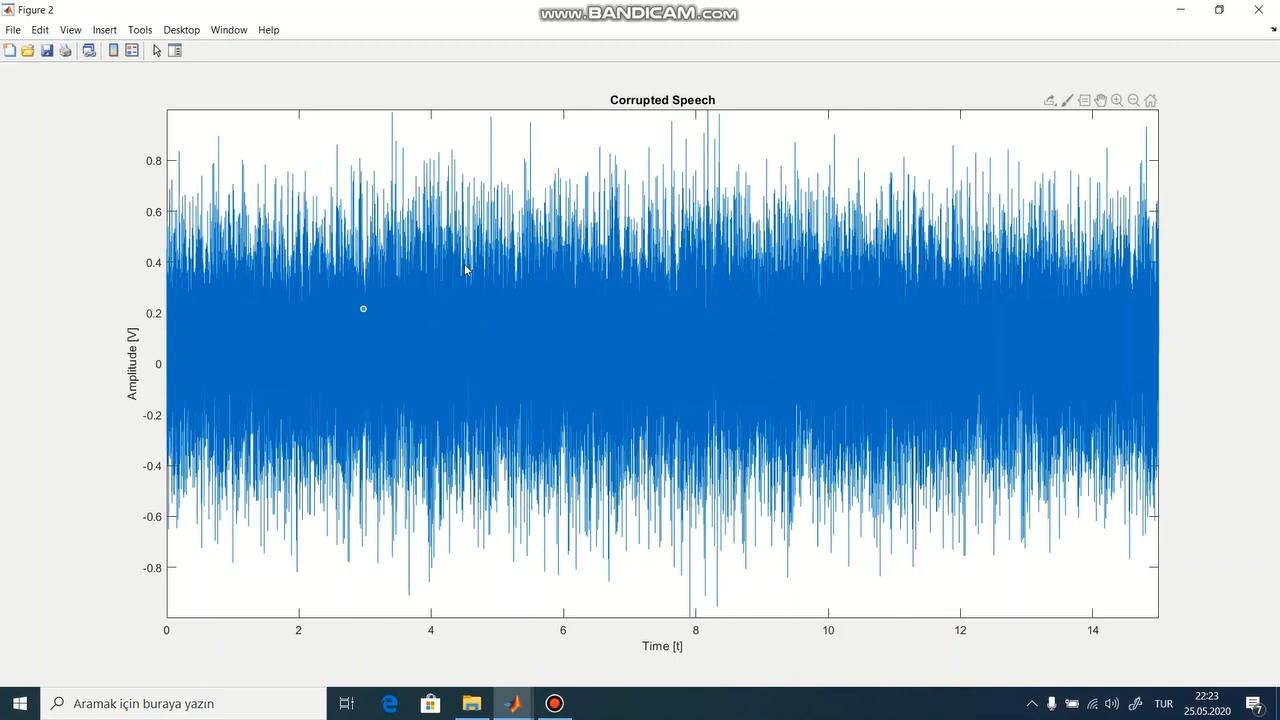 Figure 2
www.BANDICAM.com
File Edit View Insert Tools Desktop Window Help
Corrupted Speech
0.8
0.6
0.4
0.2
0
-0.2
-0.4
-0.6
-0.8
Amplitude [V]
0 2 4 6 8 10 12 14
Time [t]
Aramak için buraya yazın
TUR
22:23
25.05.2020
7